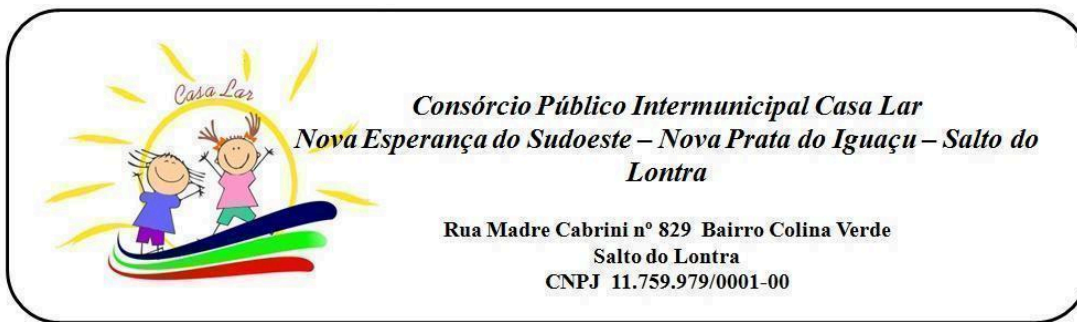 Casa Lar
Consórcio Público Intermunicipal Casa Lar
Nova Esperança do Sudoeste – Nova Prata do Iguaçu – Salto do
Lontra
Rua Madre Cabrini nº 829 Bairro Colina Verde
Salto do Lontra
CNPJ 11.759.979/0001-00